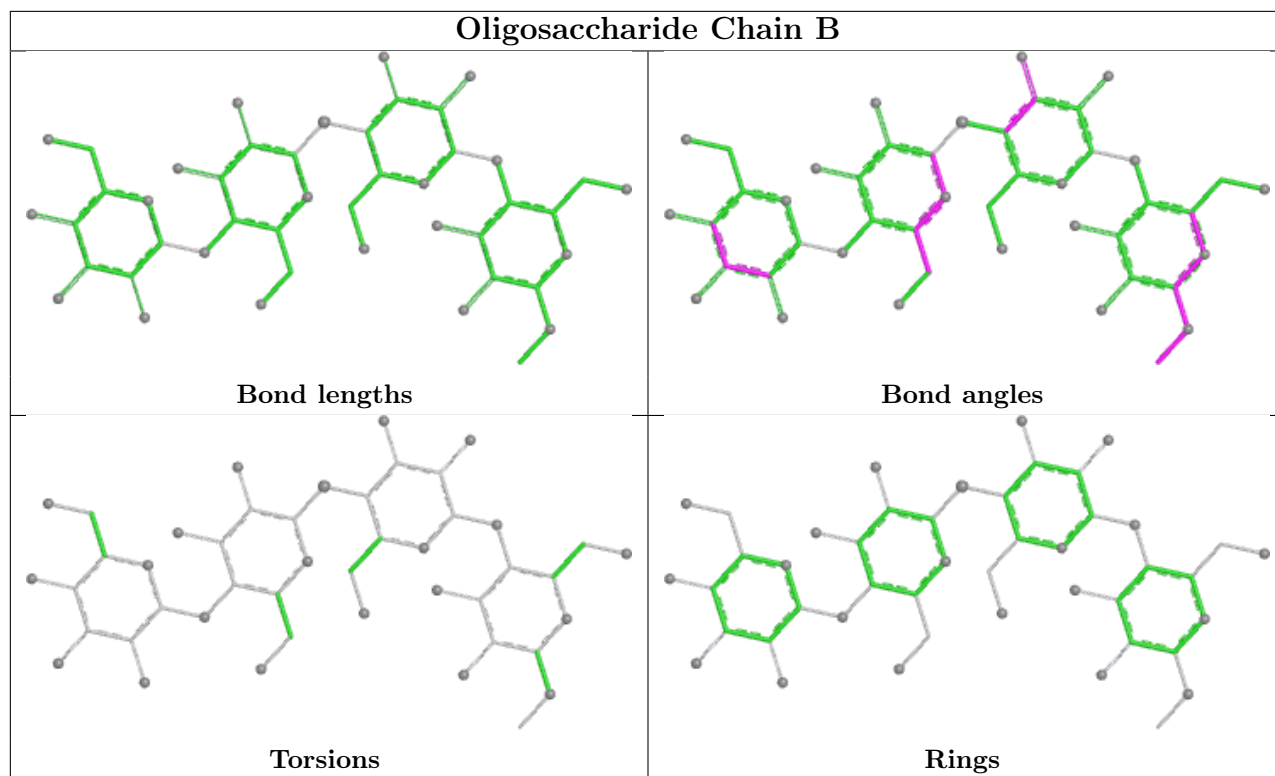 Oligosaccharide Chain B
Bond lengths
Bond angles
Torsions
Rings